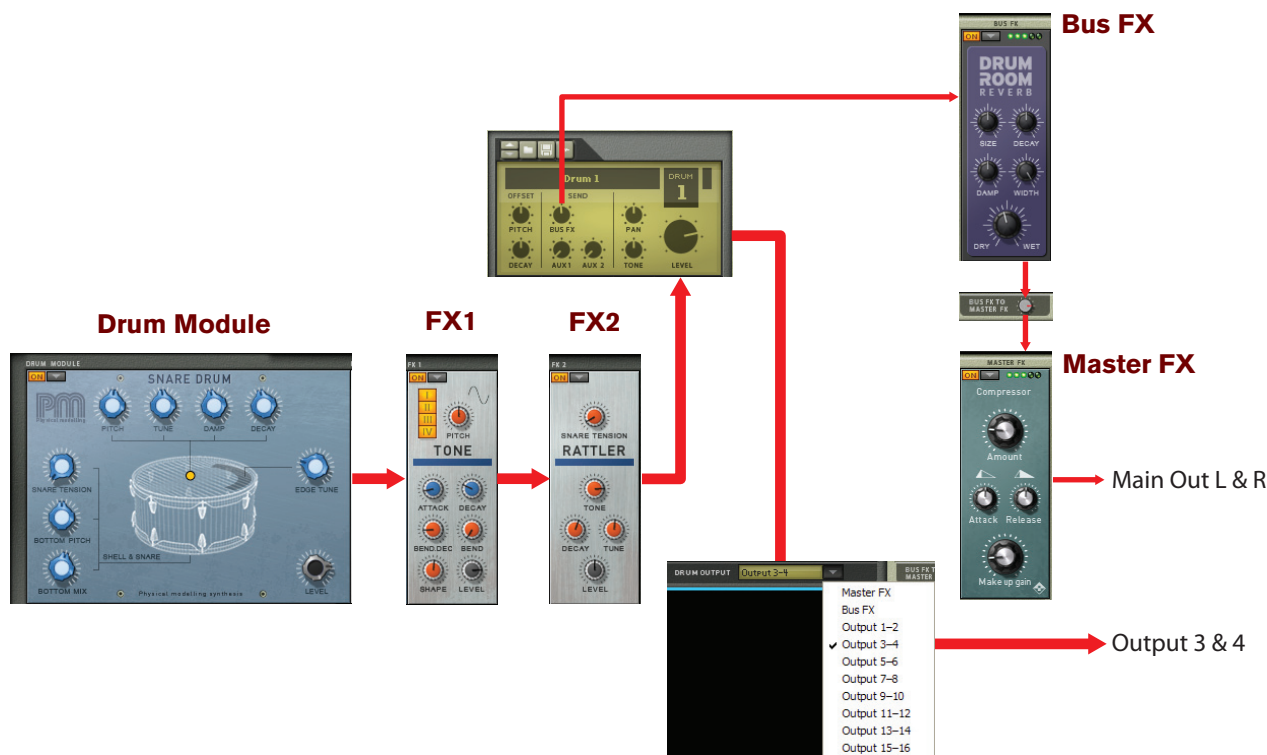 BUS FX
Bus FX
ON
DRUM
ROOM
REVERB
SIZE DECAY
DAMP WIDTH
DRY WET
Drum 1
DRUM
1
OFFSET SEND
PITCH BUS FX PAN
DECAY AUX 1 AUX 2 TONE LEVEL
BUS FX TO
MASTER FX
Drum Module
FX1
FX2
DRUM MODULE
ON
SNARE DRUM
PM
Physical modelling
PITCH TUNE DAMP DECAY
SNARE TENSION
EDGE TUNE
BOTTOM PITCH
SHELL & SNARE
BOTTOM MIX
Physical modelling synthesis
LEVEL
FX 1
ON
I
II
III
IV
PITCH
TONE
ATTACK DECAY
BEND.DEC BEND
SHAPE LEVEL
FX 2
ON
SNARE TENSION
RATTLER
TONE
DECAY TUNE
LEVEL
MASTER FX
Master FX
ON
Compressor
Amount
Attack Release
Make up gain
Main Out L & R
DRUM OUTPUT Output 3-4
BUS FX T
MASTER
Master FX
Bus FX
Output 1–2
✓ Output 3–4
Output 5–6
Output 7–8
Output 9–10
Output 11–12
Output 13–14
Output 15–16
Output 3 & 4